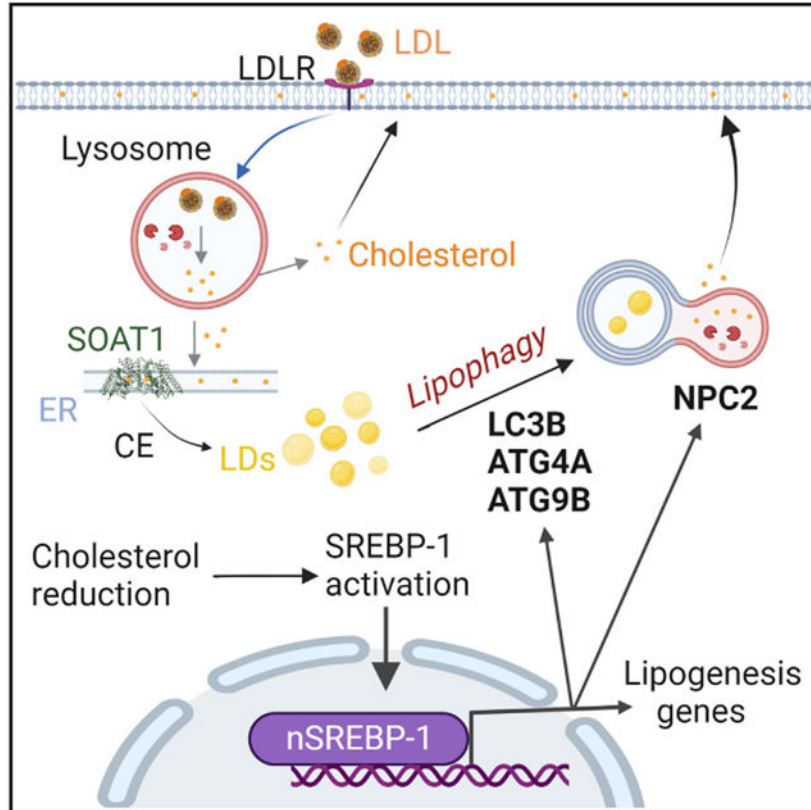 LDL
LDLR
Lysosome
Cholesterol
SOAT1
ER
CE
LDs
Lipophagy
LC3B
ATG4A
ATG9B
NPC2
Cholesterol
reduction
SREBP-1
activation
nSREBP-1
Lipogenesis
genes